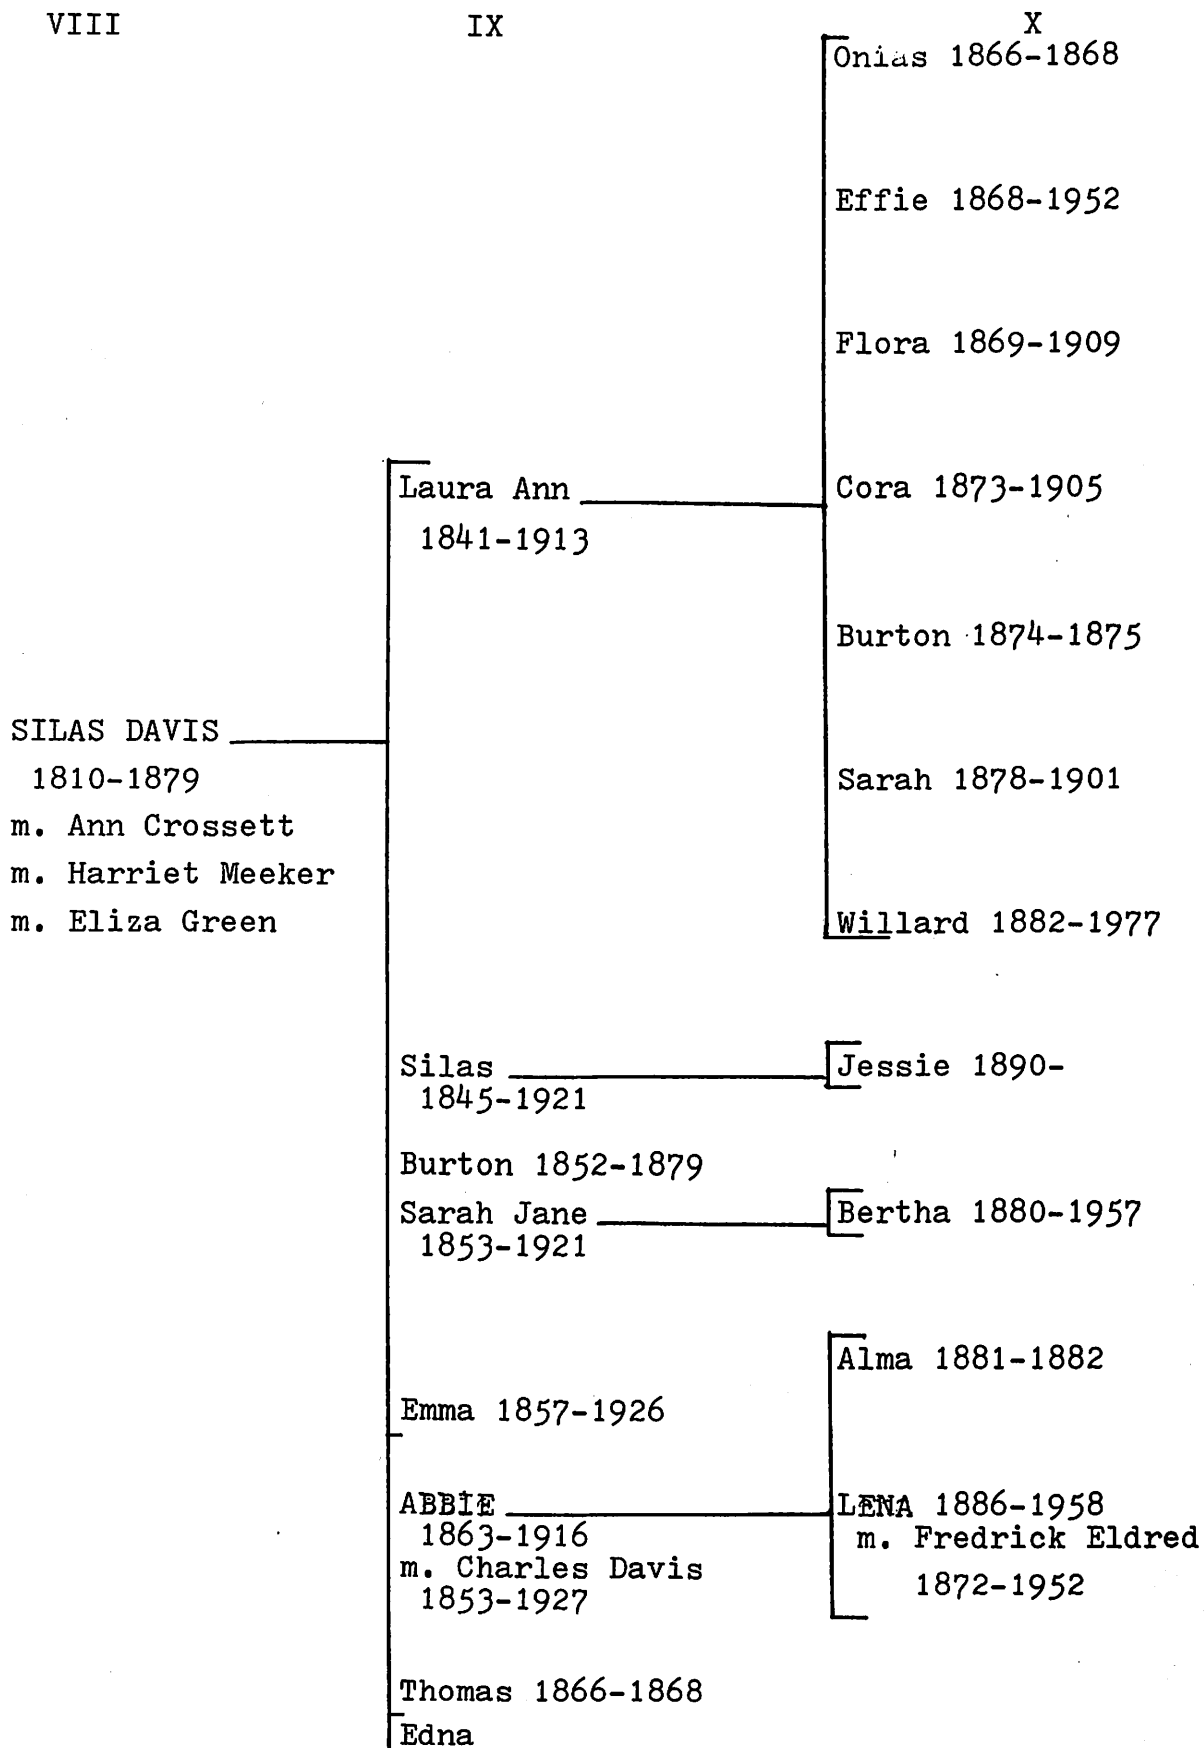 VIII IX X
Onias 1866-1868
Effie 1868-1952
Flora 1869-1909
Laura Ann
1841-1913
Cora 1873-1905
Burton 1874-1875
SILAS DAVIS
1810-1879
m. Ann Crossett
m. Harriet Meeker
m. Eliza Green
Sarah 1878-1901
Willard 1882-1977
Silas
1845-1921
Jessie 1890-
Burton 1852-1879
Sarah Jane
1853-1921
Bertha 1880-1957
Alma 1881-1882
Emma 1857-1926
ABBIE
1863-1916
m. Charles Davis
1853-1927
LENA 1886-1958
m. Fredrick Eldred
1872-1952
Thomas 1866-1868
Edna